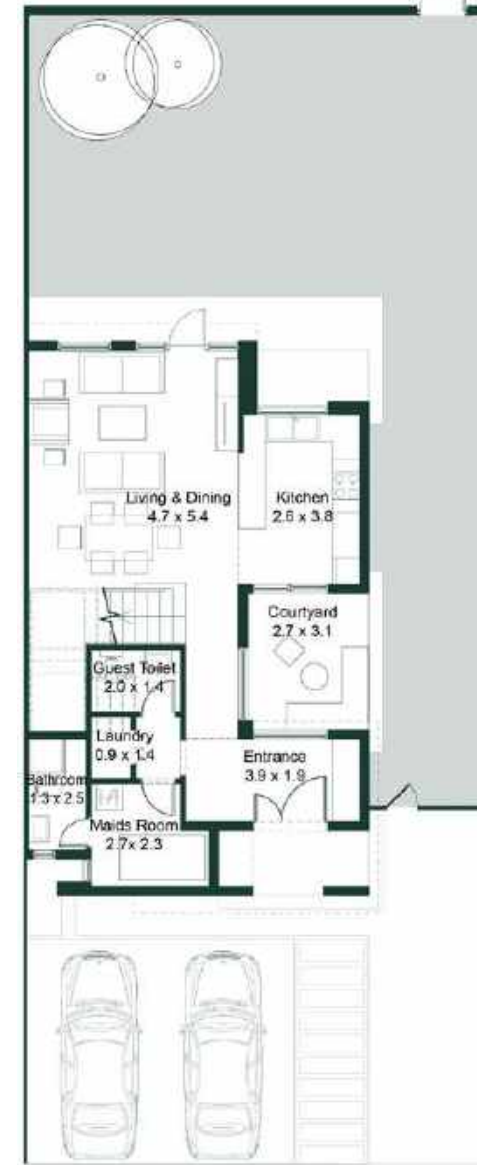 Living & Dining
4.7 x 5.4
Kitchen
2.6 x 3.8
Courtyard
2.7 x 3.1
Guest Toilet
2.0 x 1.4
Laundry
0.9 x 1.4
Entrance
3.9 x 1.9
Bathroom
1.3 x 2.5
Maids Room
2.7x 2.3